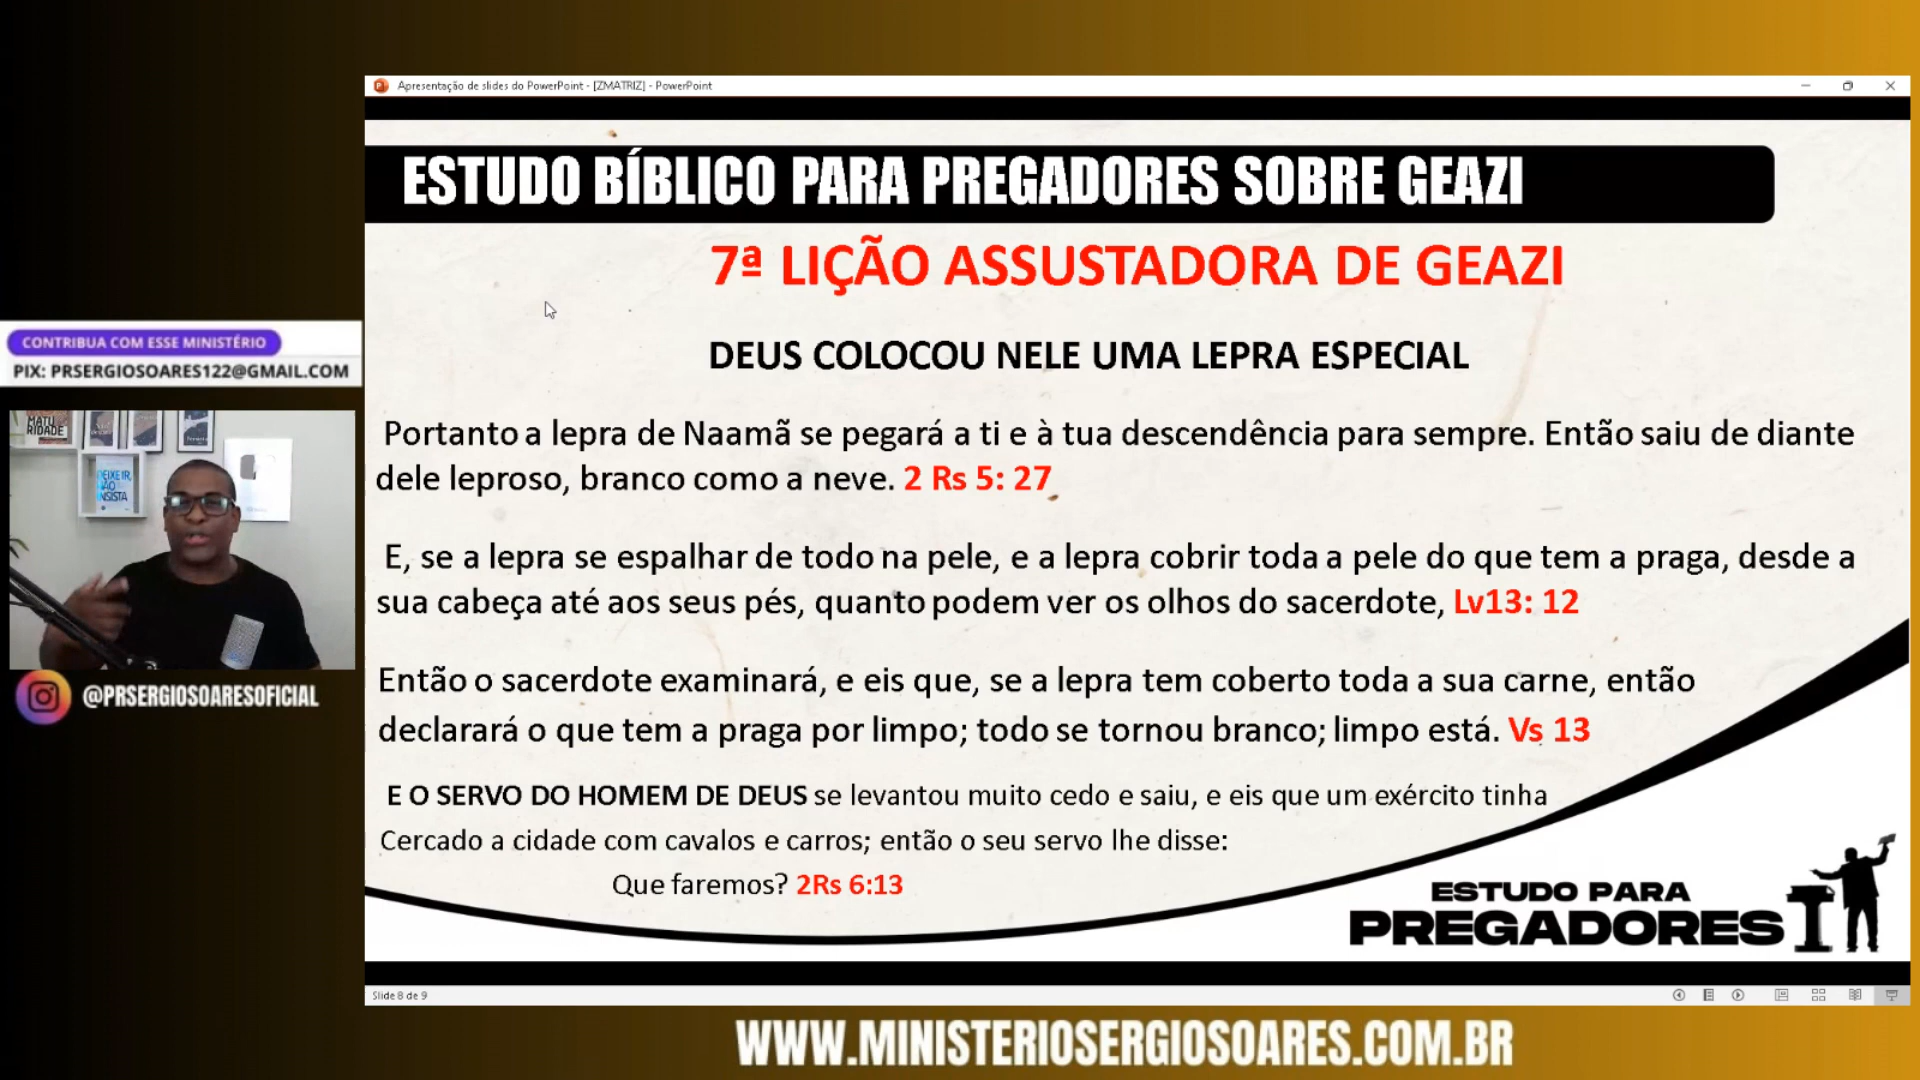 Apresentação de slides do PowerPoint - [ZMATRIZ] - PowerPoint
ESTUDO BÍBLICO PARA PREGADORES SOBRE GEAZI
7ª LIÇÃO ASSUSTADORA DE GEAZI
DEUS COLOCOU NELE UMA LEPRA ESPECIAL
Portanto a lepra de Naamã se pegará a ti e à tua descendência para sempre. Então saiu de diante
dele leproso, branco como a neve. 2 Rs 5: 27
E, se a lepra se espalhar de todo na pele, e a lepra cobrir toda a pele do que tem a praga, desde a
sua cabeça até aos seus pés, quanto podem ver os olhos do sacerdote, Lv13: 12
Então o sacerdote examinará, e eis que, se a lepra tem coberto toda a sua carne, então
declarará o que tem a praga por limpo; todo se tornou branco; limpo está. Vs 13
E O SERVO DO HOMEM DE DEUS se levantou muito cedo e saiu, e eis que um exército tinha
Cercado a cidade com cavalos e carros; então o seu servo lhe disse:
Que faremos? 2Rs 6:13
ESTUDO PARA
PREGADORES
Slide 8 de 9
CONTRIBUA COM ESSE MINISTÉRIO
PIX: PRSERGIOSOARES122@GMAIL.COM
MATU
RIDADE
DEIXE IR,
NÃO
INSISTA
@PRSERGIOSOARESOFICIAL
WWW.MINISTERIOSERGIOSOARES.COM.BR